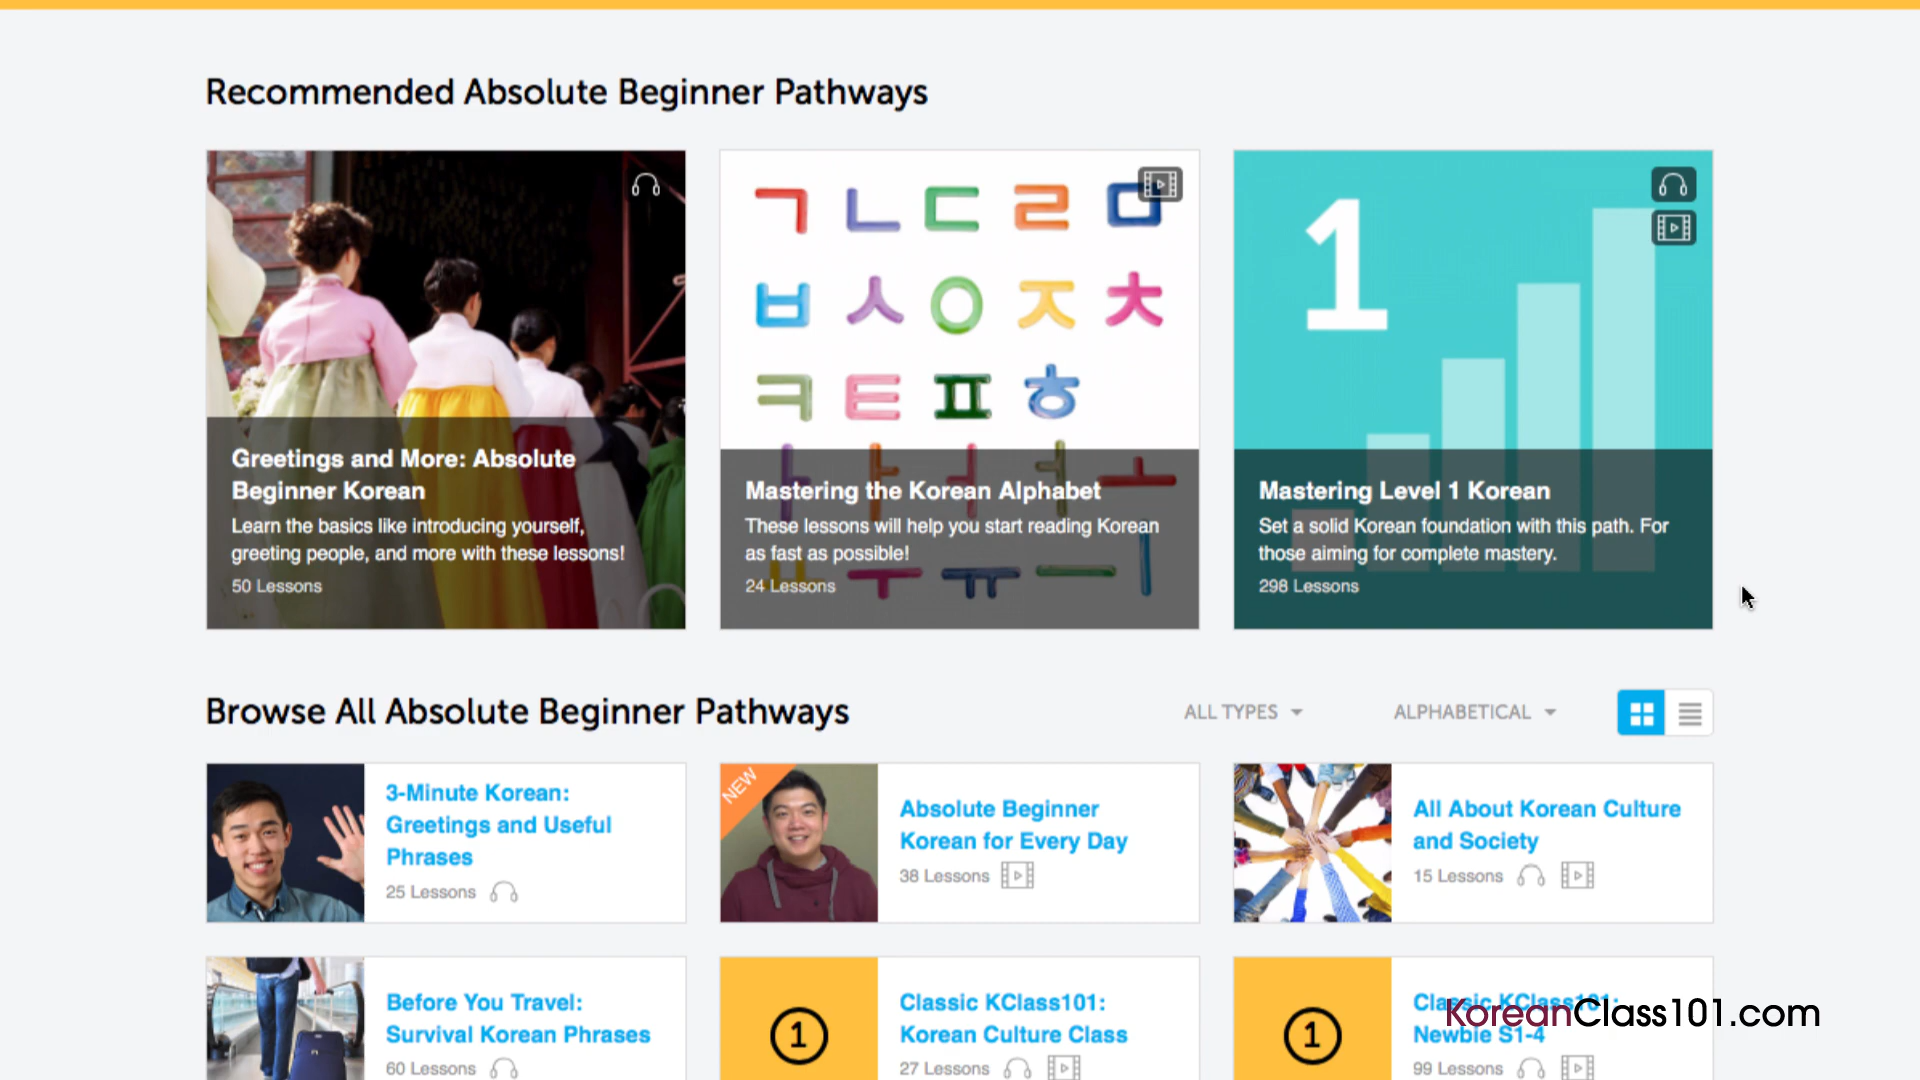 Recommended Absolute Beginner Pathways
ㄱ ㄴ ㄷ ㄹ ㅁ
ㅂ ㅅ ㅇ ㅈ ㅊ
ㅋ ㅌ ㅍ ㅎ
ㅏ ㅑ ㅓ ㅕ ㅗ
ㅛ ㅜ ㅠ ㅡ ㅣ
1
Greetings and More: Absolute
Beginner Korean
Learn the basics like introducing yourself,
greeting people, and more with these lessons!
50 Lessons
Mastering the Korean Alphabet
These lessons will help you start reading Korean
as fast as possible!
24 Lessons
Mastering Level 1 Korean
Set a solid Korean foundation with this path. For
those aiming for complete mastery.
298 Lessons
Browse All Absolute Beginner Pathways
ALL TYPES
ALPHABETICAL
3-Minute Korean:
Greetings and Useful
Phrases
25 Lessons
NEW
Absolute Beginner
Korean for Every Day
38 Lessons
All About Korean Culture
and Society
15 Lessons
Before You Travel:
Survival Korean Phrases
60 Lessons
1
Classic KClass101:
Korean Culture Class
27 Lessons
1
Classic KClass101:
Newbie S1-4
99 Lessons
KoreanClass101.com